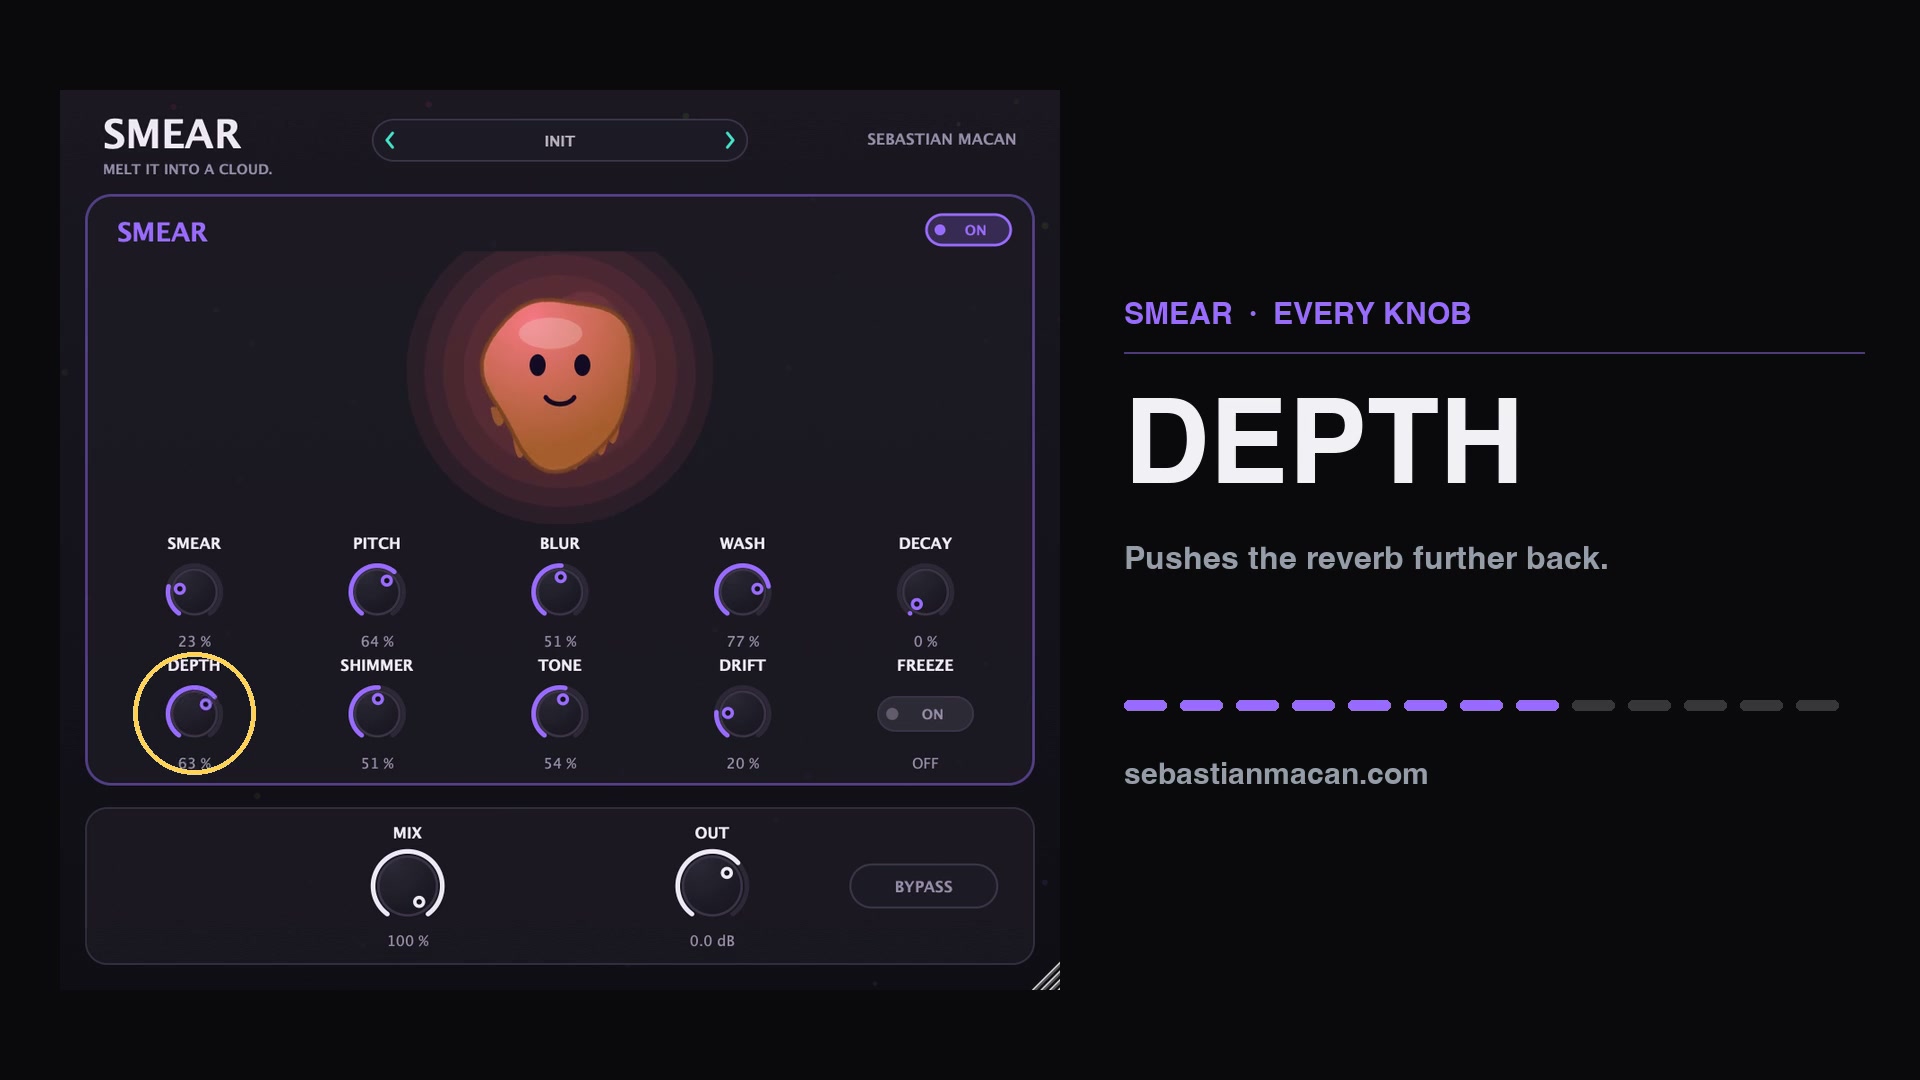 SMEAR
MELT IT INTO A CLOUD.
INIT
SEBASTIAN MACAN
SMEAR
ON
SMEAR PITCH BLUR WASH DECAY
23 % 64 % 51 % 77 % 0 %
DEPTH SHIMMER TONE DRIFT FREEZE
ON
63 % 51 % 54 % 20 % OFF
MIX OUT
BYPASS
100 % 0.0 dB
SMEAR · EVERY KNOB
DEPTH
Pushes the reverb further back.
sebastianmacan.com